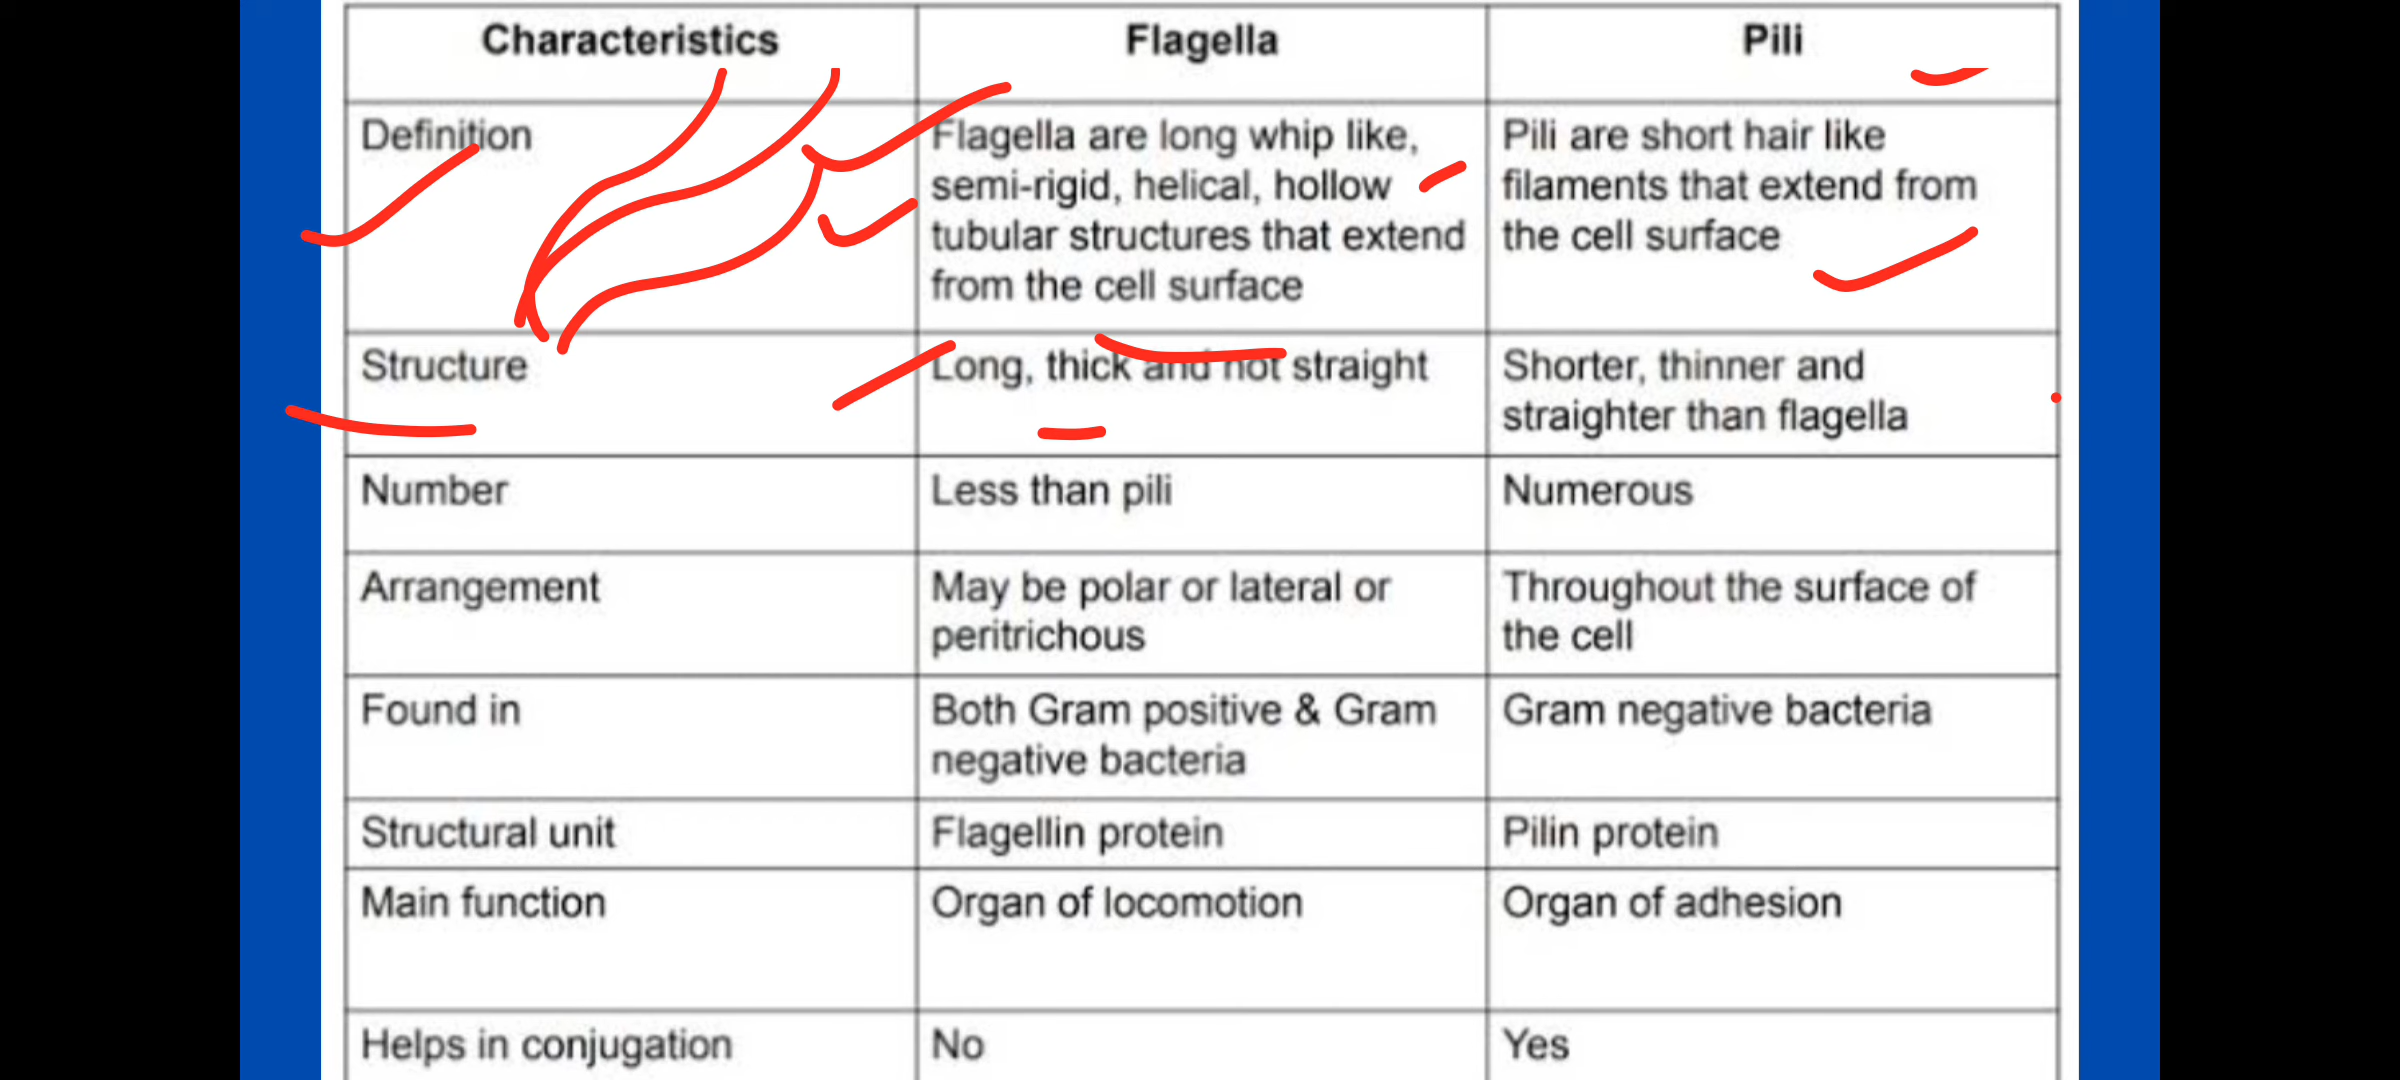 Characteristics Flagella Pili
Definition
Flagella are long whip like,
semi-rigid, helical, hollow
tubular structures that extend
from the cell surface
Pili are short hair like
filaments that extend from
the cell surface
Structure
Long, thick and not straight
Shorter, thinner and
straighter than flagella
Number
Less than pili
Numerous
Arrangement
May be polar or lateral or
peritrichous
Throughout the surface of
the cell
Found in
Both Gram positive & Gram
negative bacteria
Gram negative bacteria
Structural unit
Flagellin protein
Pilin protein
Main function
Organ of locomotion
Organ of adhesion
Helps in conjugation
No
Yes